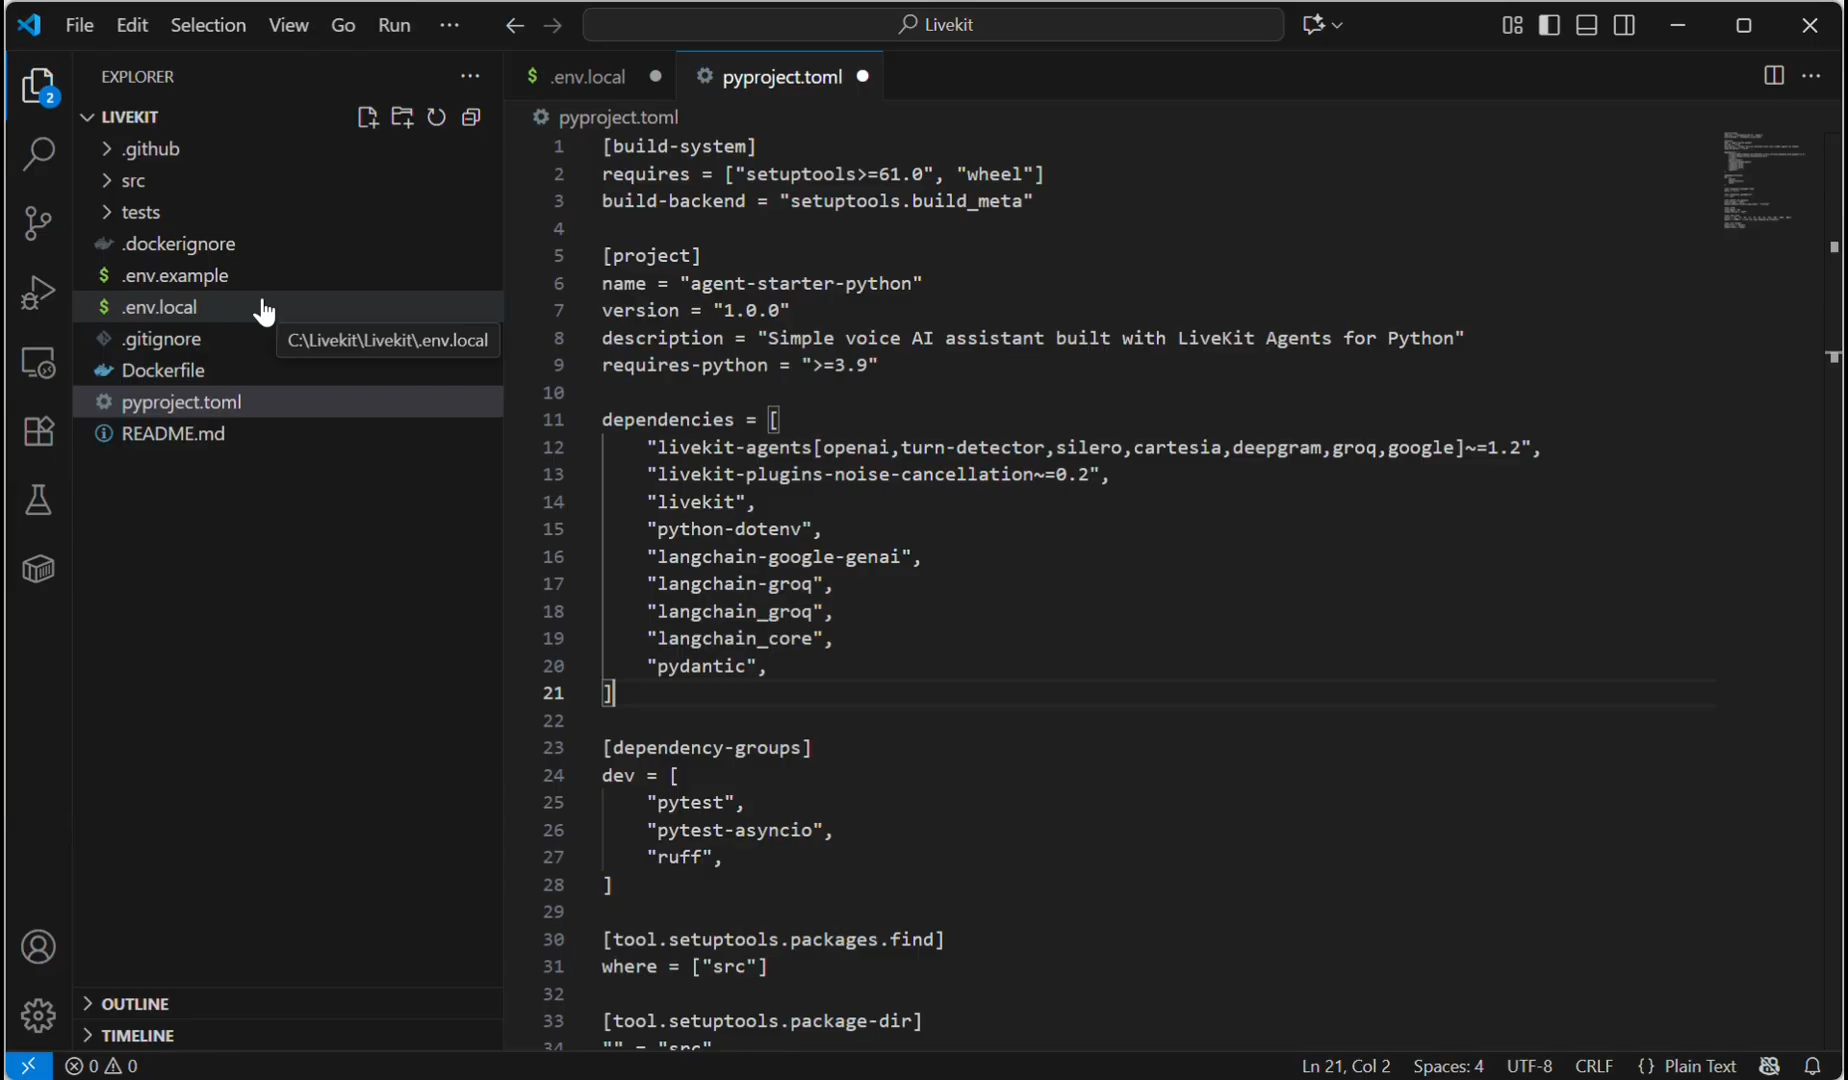 File Edit Selection View Go Run ··· Livekit
EXPLORER ···
LIVEKIT
.github
src
tests
.dockerignore
$ .env.example
$ .env.local
C:\Livekit\Livekit\.env.local
.gitignore
Dockerfile
pyproject.toml
README.md
OUTLINE
TIMELINE
2
$ .env.local
pyproject.toml
pyproject.toml
1 [build-system]
2 requires = ["setuptools>=61.0", "wheel"]
3 build-backend = "setuptools.build_meta"
4
5 [project]
6 name = "agent-starter-python"
7 version = "1.0.0"
8 description = "Simple voice AI assistant built with LiveKit Agents for Python"
9 requires-python = ">=3.9"
10
11 dependencies = [
12 "livekit-agents[openai,turn-detector,silero,cartesia,deepgram,groq,google]~=1.2",
13 "livekit-plugins-noise-cancellation~=0.2",
14 "livekit",
15 "python-dotenv",
16 "langchain-google-genai",
17 "langchain-groq",
18 "langchain_groq",
19 "langchain_core",
20 "pydantic",
21 ]
22
23 [dependency-groups]
24 dev = [
25 "pytest",
26 "pytest-asyncio",
27 "ruff",
28 ]
29
30 [tool.setuptools.packages.find]
31 where = ["src"]
32
33 [tool.setuptools.package-dir]
34 "" = "src"
0 0 Ln 21, Col 2 Spaces: 4 UTF-8 CRLF {} Plain Text